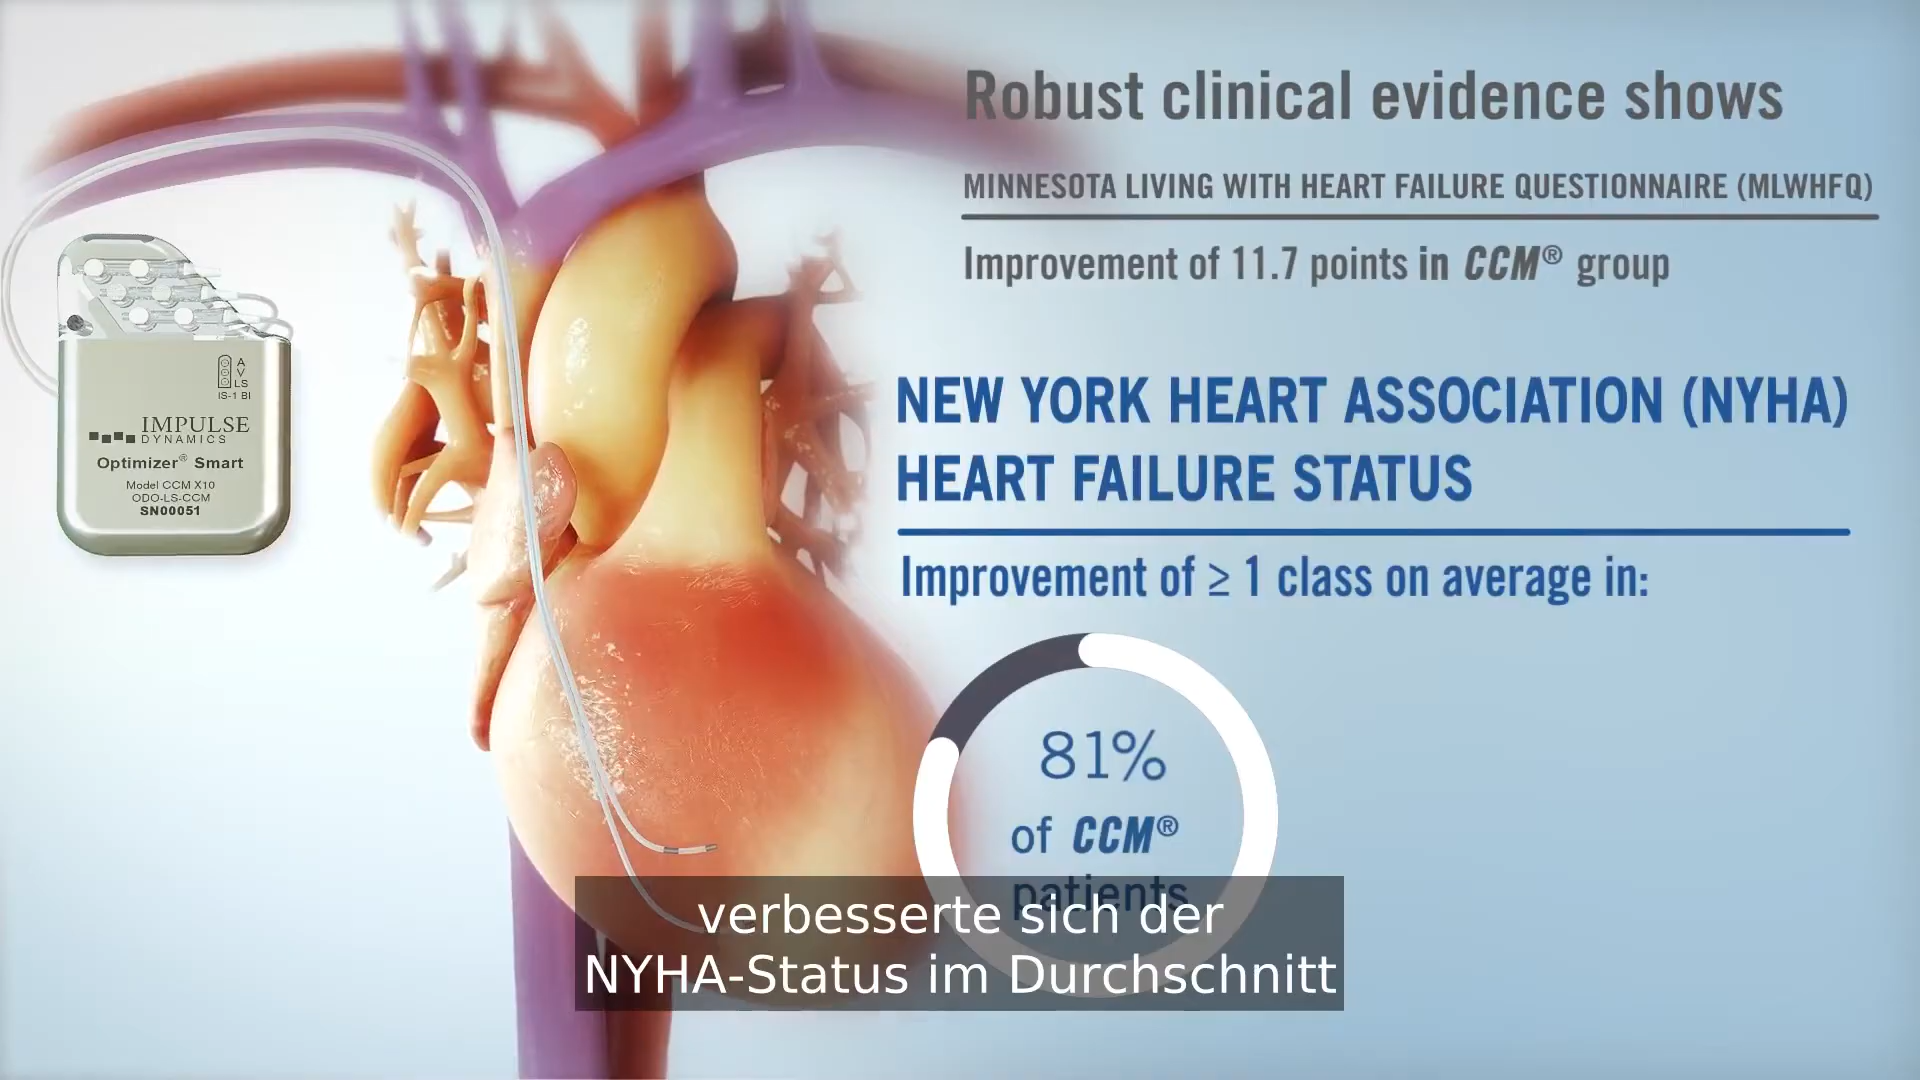 Robust clinical evidence shows
MINNESOTA LIVING WITH HEART FAILURE QUESTIONNAIRE (MLWHFQ)
Improvement of 11.7 points in CCM® group
NEW YORK HEART ASSOCIATION (NYHA)
HEART FAILURE STATUS
Improvement of ≥ 1 class on average in:
81%
of CCM®
patients
A
V
LS
IS-1 BI
IMPULSE
DYNAMICS
Optimizer® Smart
Model CCM X10
ODO-LS-CCM
SN00051
verbesserte sich der
NYHA-Status im Durchschnitt